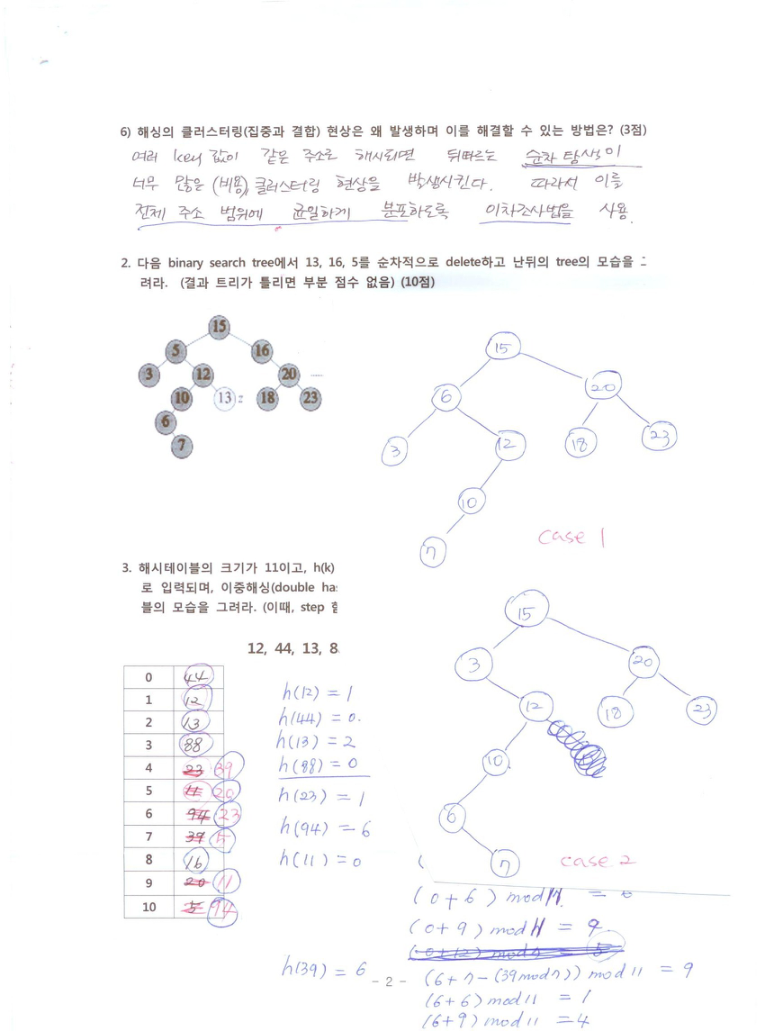 6) 해싱의 클러스터링(집중과 결합) 현상은 왜 발생하며 이를 해결할 수 있는 방법은? (3점)
여러 key 값이 같은 주소로 해시되면 뒤따르는 순차 탐색이
너무 많은 (비용) 클러스터링 현상을 발생시킨다. 따라서 이를
전체 주소 범위에 균일하게 분포하도록 이차조사법을 사용.
2. 다음 binary search tree에서 13, 16, 5를 순차적으로 delete하고 난뒤의 tree의 모습을
려라. (결과 트리가 틀리면 부분 점수 없음) (10점)
15
5 16
3 12 20
10 13 18 23
6
7
15
6 20
3 12 18 23
10
7
case 1
3. 해시테이블의 크기가 11이고, h(k)
로 입력되며, 이중해싱(double
블의 모습을 그려라. (이때, step
12, 44, 13,
15
3 20
12 18 23
10
6
7
case 2
0 44
1 12
2 13
3 88
4 23 39
5 11 20
6 94 23
7 39 5
8 16
9 20 11
10 5 94
h(12) = 1
h(44) = 0.
h(13) = 2
h(88) = 0
h(23) = 1
h(94) = 6
h(11) = 0
(0+6) mod 11. =
(0+9) mod 11 = 9
h(39) = 6
- 2 -
(6+7-(39mod7)) mod 11 = 9
(6+6) mod 11 = 1
(6+9) mod 11 = 4